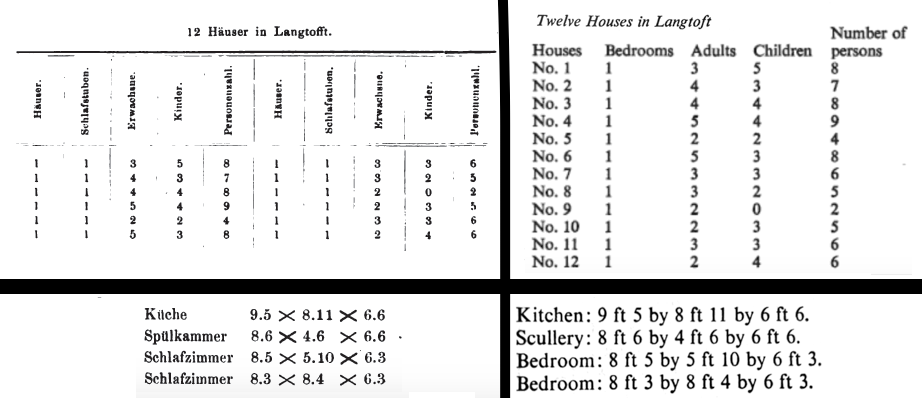 12 Häuser in Langtofft.
Häuser. Schlafstuben. Erwachsne. Kinder. Personenzahl. Häuser. Schlafstuben. Erwachsne. Kinder. Personenzahl.
1 1 3 5 8 1 1 3 3 6
1 1 4 3 7 1 1 3 2 5
1 1 4 4 8 1 1 2 0 2
1 1 5 4 9 1 1 2 3 5
1 1 2 2 4 1 1 3 3 6
1 1 5 3 8 1 1 2 4 6
Twelve Houses in Langtoft
Houses Bedrooms Adults Children Number of persons
No. 1 1 3 5 8
No. 2 1 4 3 7
No. 3 1 4 4 8
No. 4 1 5 4 9
No. 5 1 2 2 4
No. 6 1 5 3 8
No. 7 1 3 3 6
No. 8 1 3 2 5
No. 9 1 2 0 2
No. 10 1 2 3 5
No. 11 1 3 3 6
No. 12 1 2 4 6
Küche 9.5 × 8.11 × 6.6
Spülkammer 8.6 × 4.6 × 6.6
Schlafzimmer 8.5 × 5.10 × 6.3
Schlafzimmer 8.3 × 8.4 × 6.3
Kitchen: 9 ft 5 by 8 ft 11 by 6 ft 6.
Scullery: 8 ft 6 by 4 ft 6 by 6 ft 6.
Bedroom: 8 ft 5 by 5 ft 10 by 6 ft 3.
Bedroom: 8 ft 3 by 8 ft 4 by 6 ft 3.